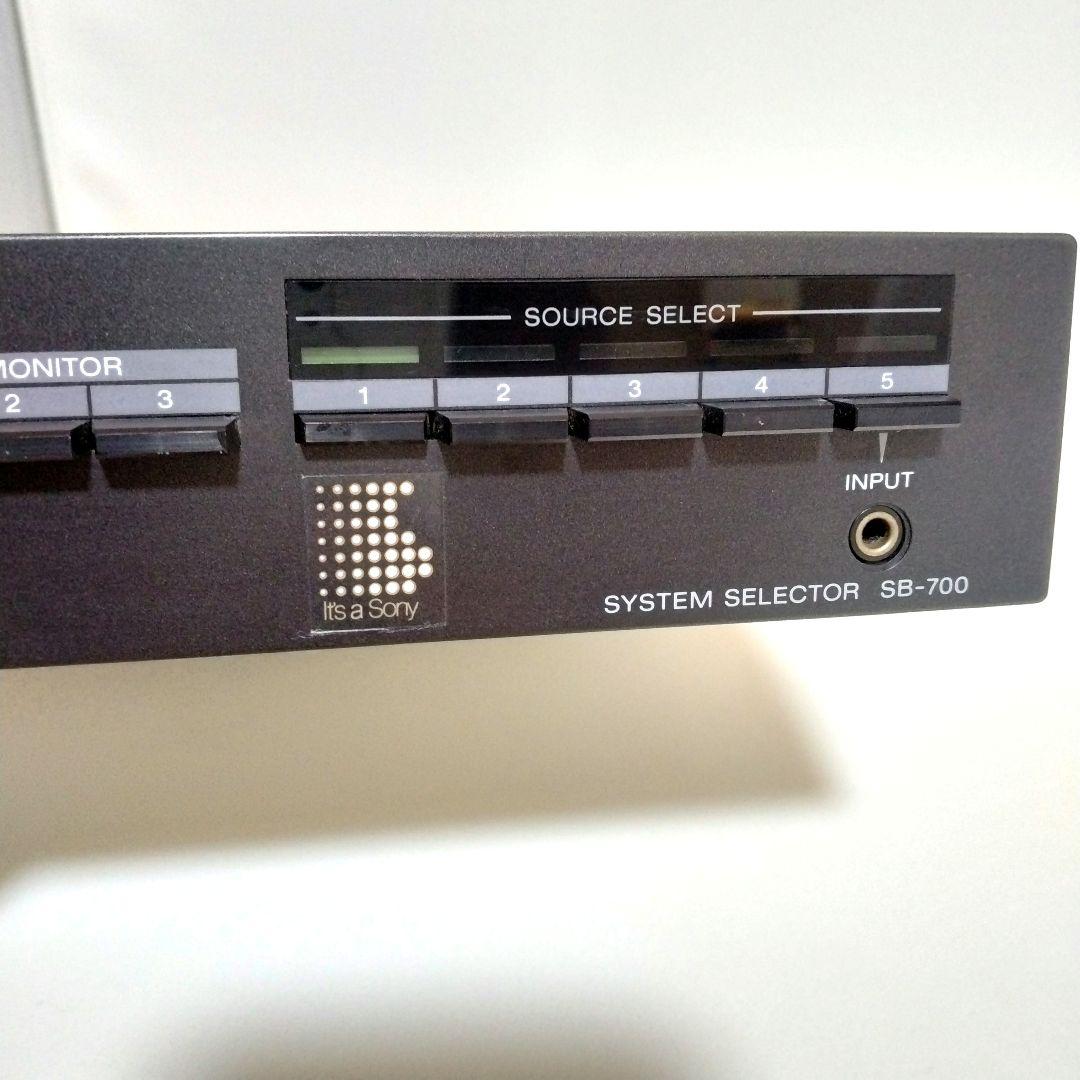 SOURCE SELECT
MONITOR
2 3
1 2 3 4 5
INPUT
SYSTEM SELECTOR SB-700
It's a Sony